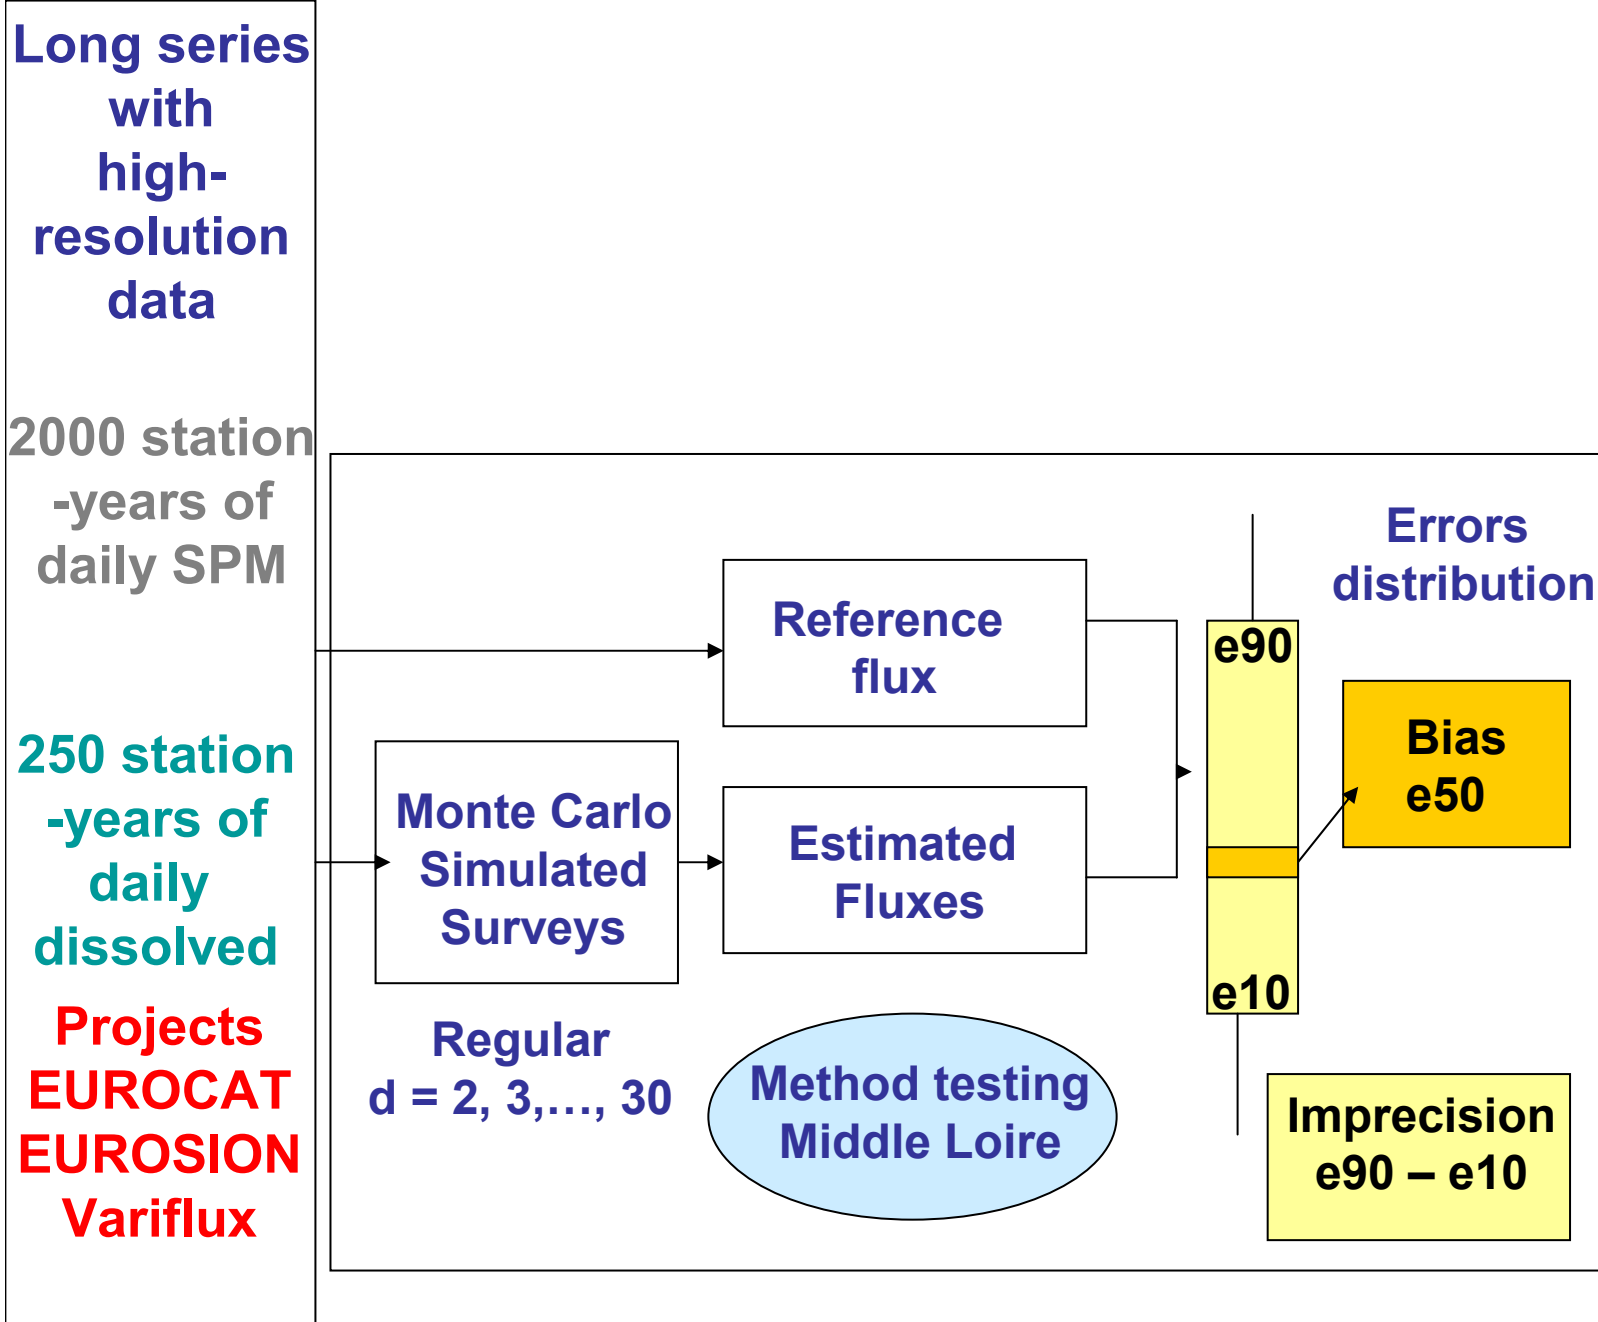 Long series
with
high-
resolution
data
2000 station
-years of
daily SPM
250 station
-years of
daily
dissolved
Projects
EUROCAT
EUROSION
Variflux
Reference
flux
Monte Carlo
Simulated
Surveys
Estimated
Fluxes
Regular
d = 2, 3,…, 30
Method testing
Middle Loire
Errors
distribution
e90
e10
Bias
e50
Imprecision
e90 – e10